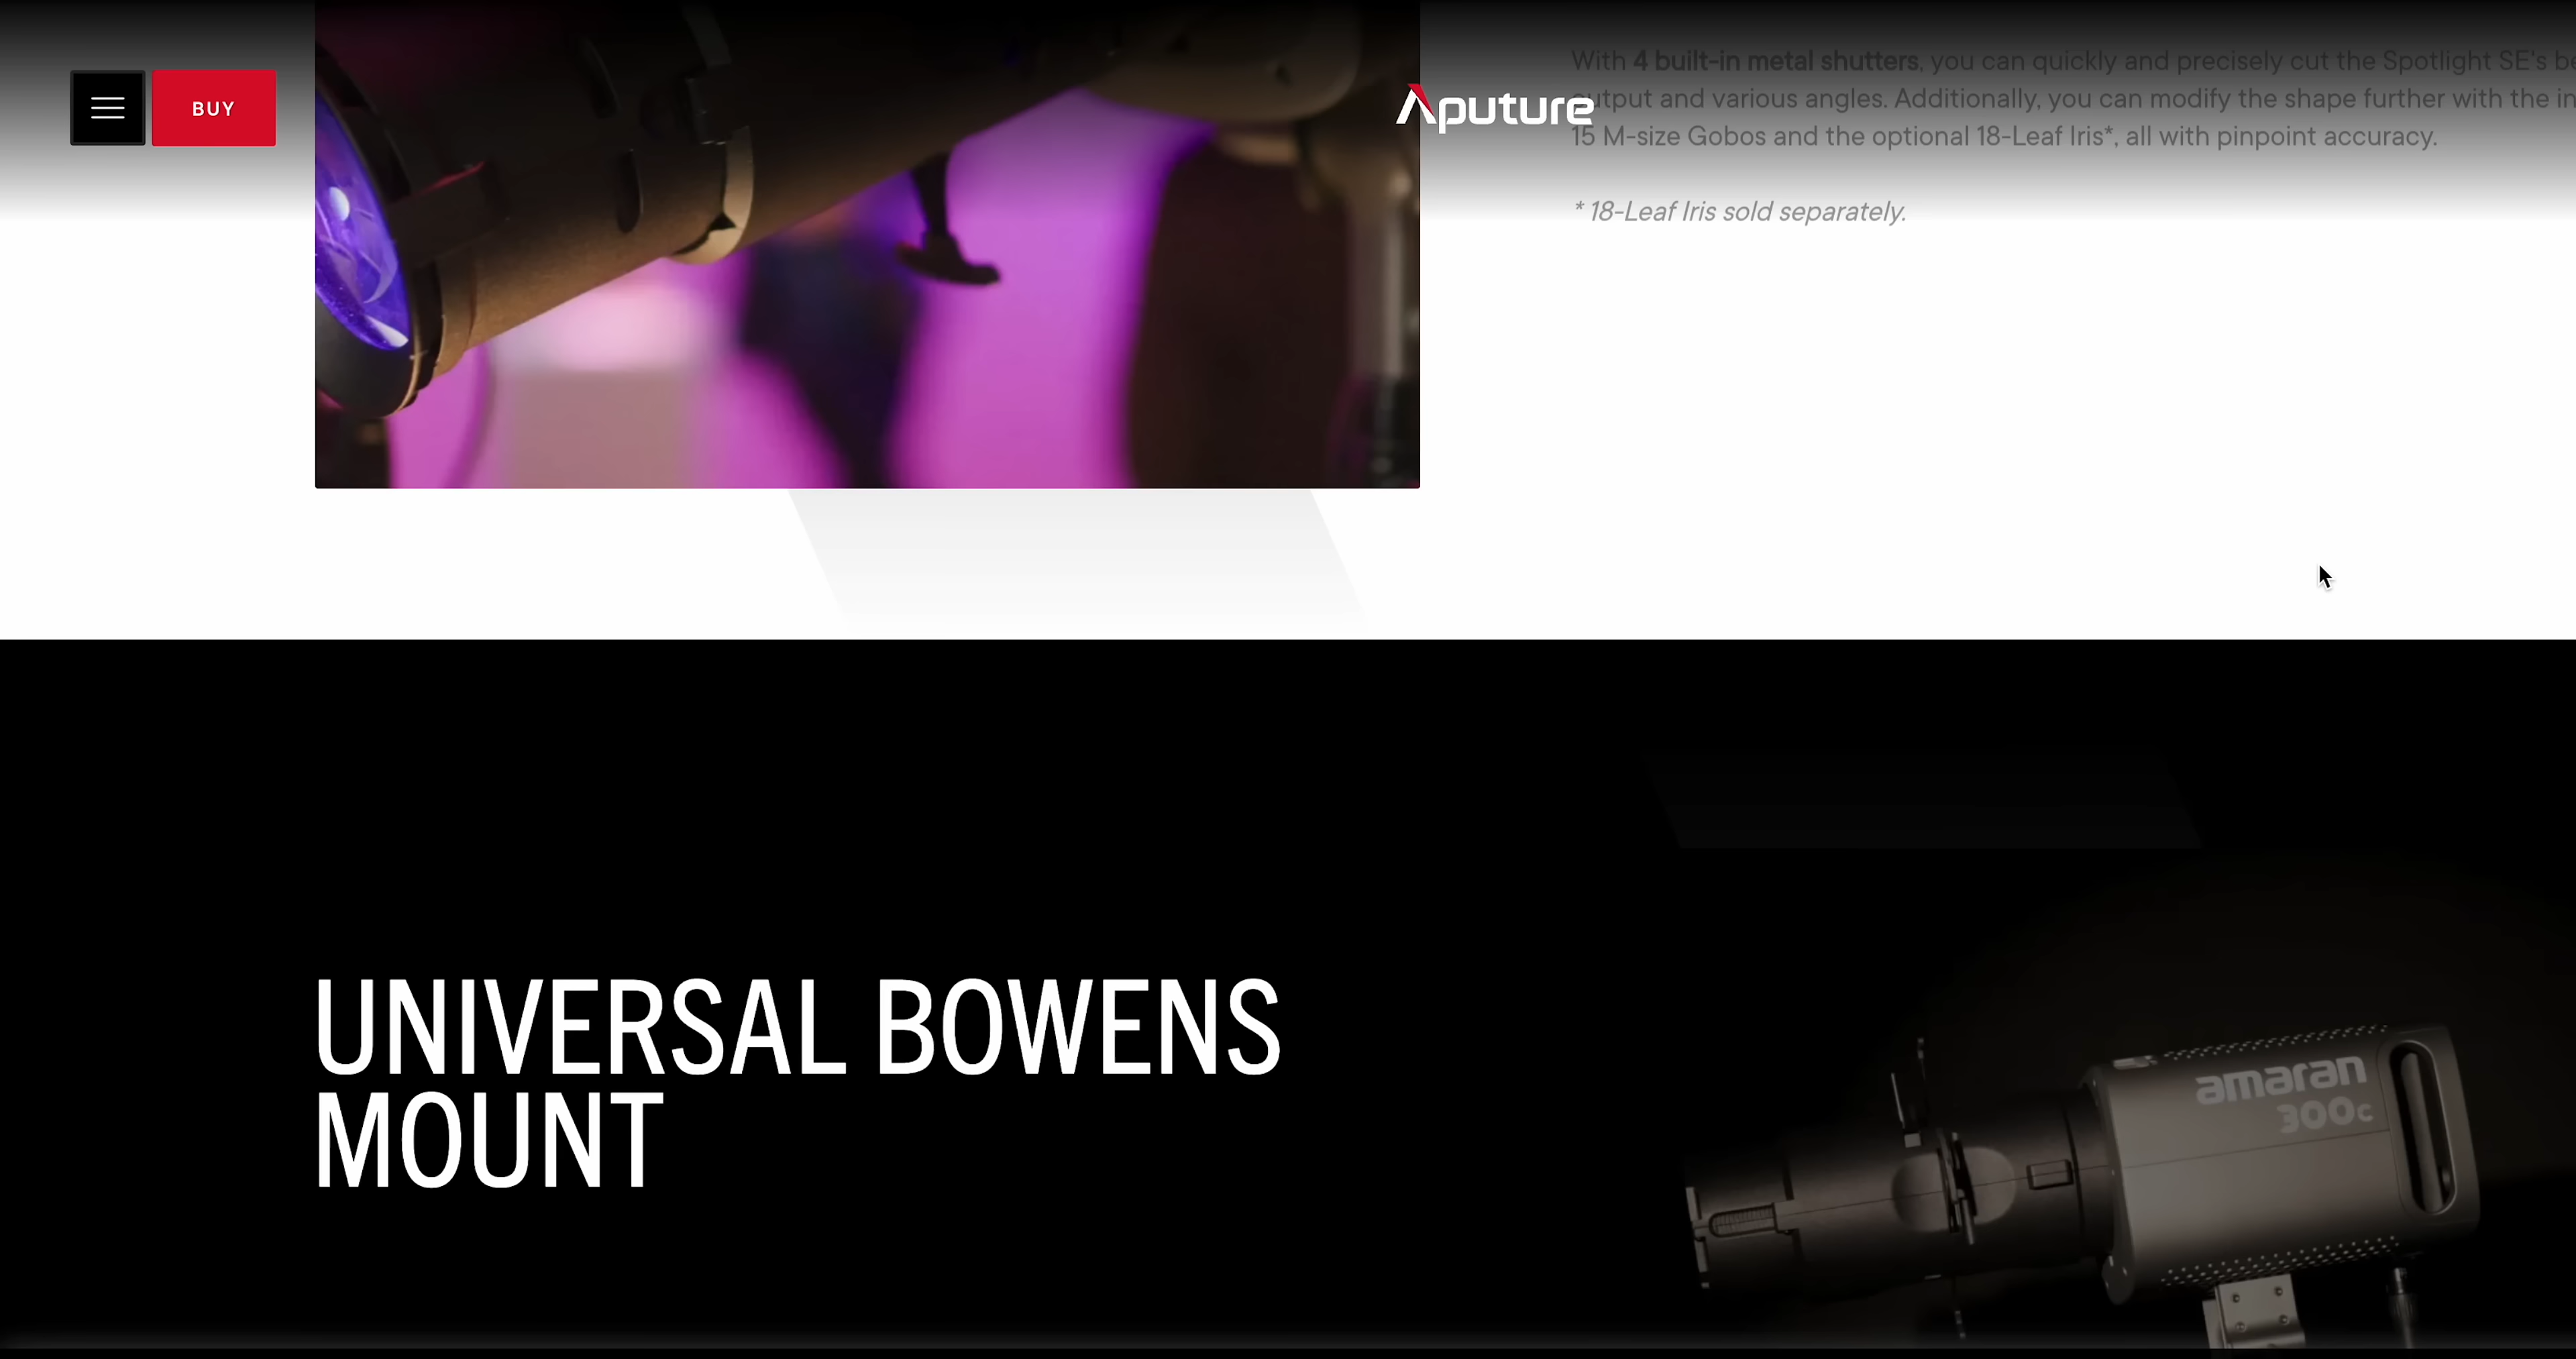 BUY
Aputure
With 4 built-in metal shutters, you can quickly and precisely cut the Spotlight SE's
output and various angles. Additionally, you can modify the shape further with the
15 M-size Gobos and the optional 18-Leaf Iris*, all with pinpoint accuracy.
* 18-Leaf Iris sold separately.
UNIVERSAL BOWENS
MOUNT
amaran
300c